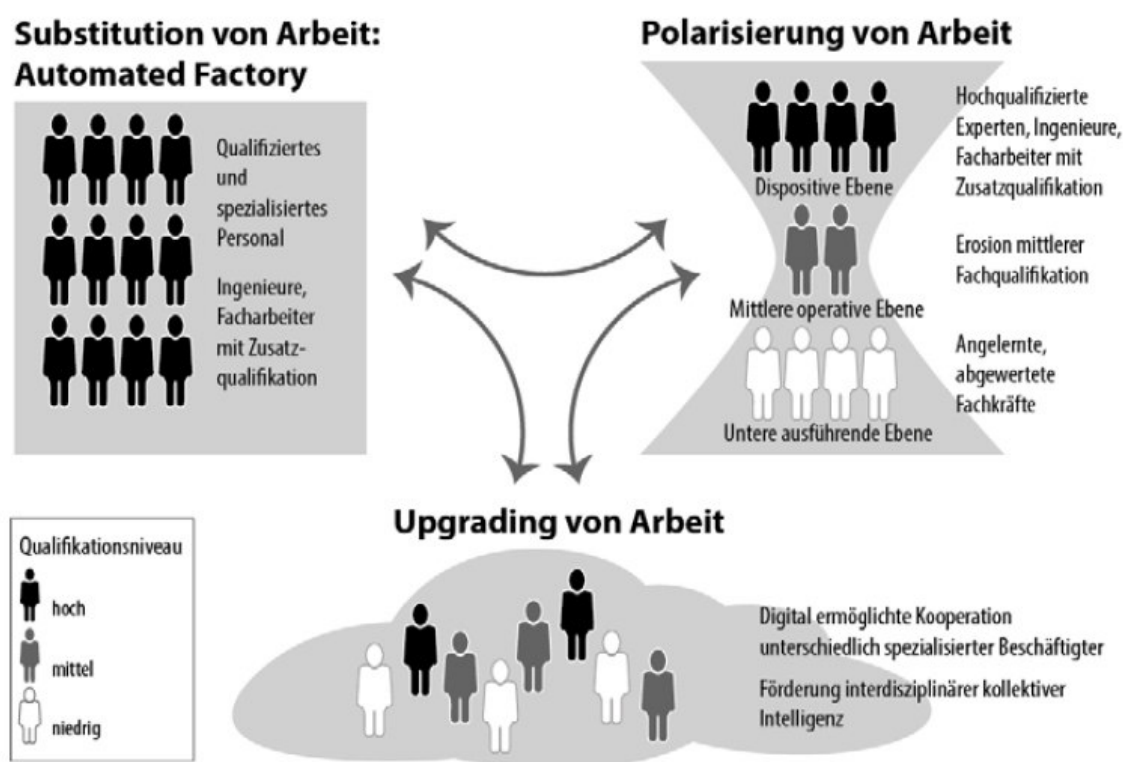 Substitution von Arbeit:
Automated Factory
Qualifiziertes
und
spezialisiertes
Personal
Ingenieure,
Facharbeiter
mit Zusatz-
qualifikation
Polarisierung von Arbeit
Hochqualifizierte
Experten, Ingenieure,
Facharbeiter mit
Zusatzqualifikation
Dispositive Ebene
Erosion mittlerer
Fachqualifikation
Mittlere operative Ebene
Angelernte,
abgewertete
Fachkräfte
Untere ausführende Ebene
Upgrading von Arbeit
Digital ermöglichte Kooperation
unterschiedlich spezialisierter Beschäftigter
Förderung interdisziplinärer kollektiver
Intelligenz
Qualifikationsniveau
hoch
mittel
niedrig